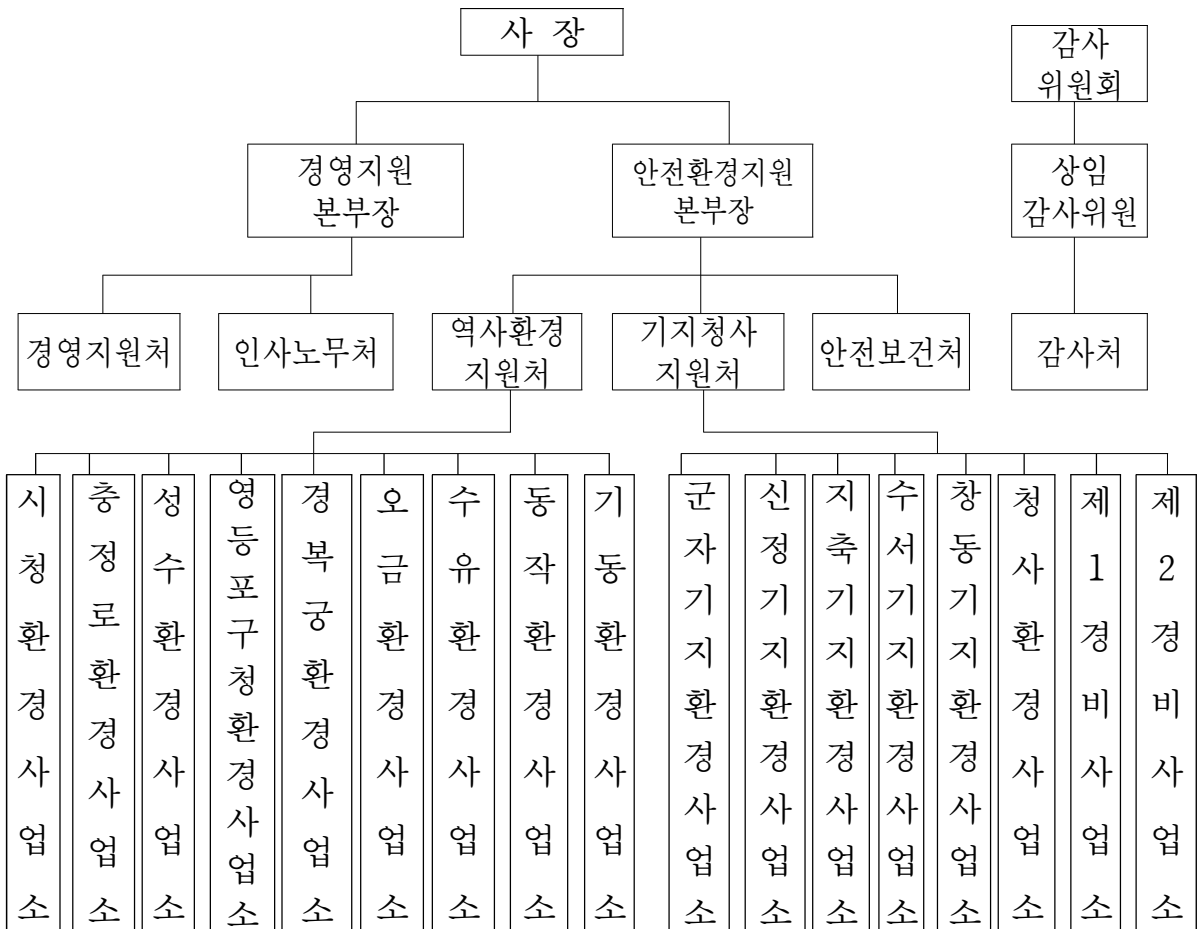 사 장
감사
위원회
경영지원
본부장
안전환경지원
본부장
상임
감사위원
경영지원처
인사노무처
역사환경
지원처
기지청사
지원처
안전보건처
감사처
시청환경사업소
충정로환경사업소
성수환경사업소
영등포구청환경사업소
경복궁환경사업소
오금환경사업소
수유환경사업소
동작환경사업소
기동환경사업소
군자기지환경사업소
신정기지환경사업소
지축기지환경사업소
수서기지환경사업소
창동기지환경사업소
청사환경사업소
제1경비사업소
제2경비사업소